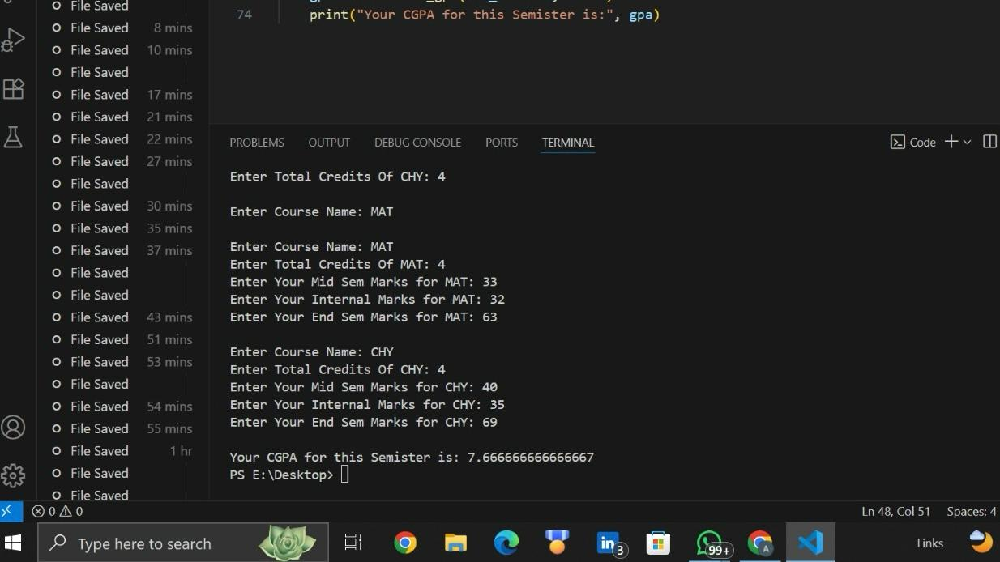 File Saved
File Saved 8 mins
File Saved 10 mins
File Saved
File Saved 17 mins
File Saved 21 mins
File Saved 22 mins
File Saved 27 mins
File Saved
File Saved 30 mins
File Saved 35 mins
File Saved 37 mins
File Saved
File Saved
File Saved 43 mins
File Saved 51 mins
File Saved 53 mins
File Saved
File Saved 54 mins
File Saved 55 mins
File Saved 1 hr
File Saved
File Saved
74 print("Your CGPA for this Semister is:", gpa)
PROBLEMS OUTPUT DEBUG CONSOLE PORTS TERMINAL Code
Enter Total Credits Of CHY: 4
Enter Course Name: MAT
Enter Course Name: MAT
Enter Total Credits Of MAT: 4
Enter Your Mid Sem Marks for MAT: 33
Enter Your Internal Marks for MAT: 32
Enter Your End Sem Marks for MAT: 63
Enter Course Name: CHY
Enter Total Credits Of CHY: 4
Enter Your Mid Sem Marks for CHY: 40
Enter Your Internal Marks for CHY: 35
Enter Your End Sem Marks for CHY: 69
Your CGPA for this Semister is: 7.666666666666667
PS E:\Desktop>
0 0 Ln 48, Col 51 Spaces: 4
Type here to search in 3 99+ A Links